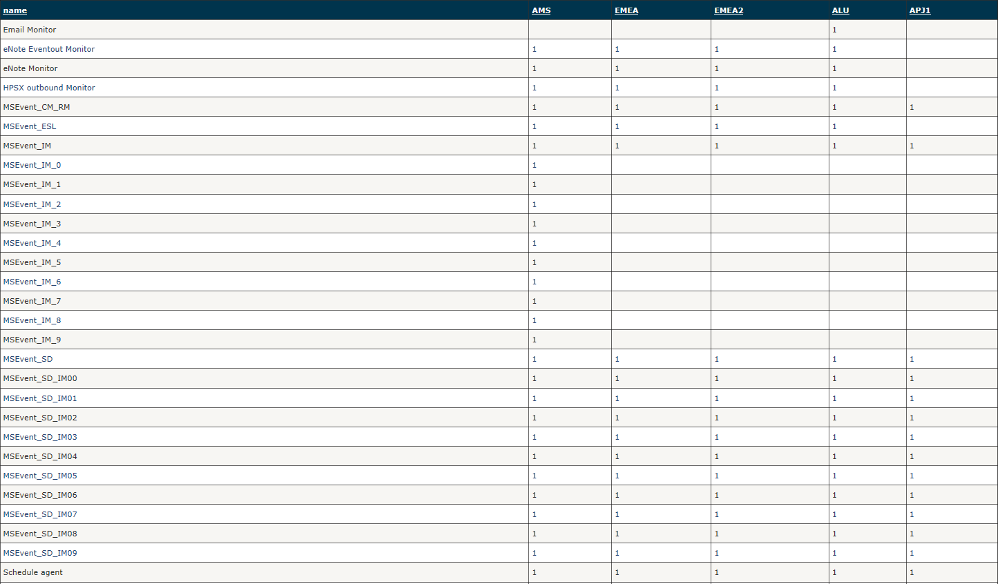 name AMS EMEA EMEA2 ALU APJ1
Email Monitor 1
eNote Eventout Monitor 1 1 1 1
eNote Monitor 1 1 1 1
HPSX outbound Monitor 1 1 1 1
MSEvent_CM_RM 1 1 1 1 1
MSEvent_ESL 1 1 1 1
MSEvent_IM 1 1 1 1 1
MSEvent_IM_0 1
MSEvent_IM_1 1
MSEvent_IM_2 1
MSEvent_IM_3 1
MSEvent_IM_4 1
MSEvent_IM_5 1
MSEvent_IM_6 1
MSEvent_IM_7 1
MSEvent_IM_8 1
MSEvent_IM_9 1
MSEvent_SD 1 1 1 1 1
MSEvent_SD_IM00 1 1 1 1 1
MSEvent_SD_IM01 1 1 1 1 1
MSEvent_SD_IM02 1 1 1 1 1
MSEvent_SD_IM03 1 1 1 1 1
MSEvent_SD_IM04 1 1 1 1 1
MSEvent_SD_IM05 1 1 1 1 1
MSEvent_SD_IM06 1 1 1 1 1
MSEvent_SD_IM07 1 1 1 1 1
MSEvent_SD_IM08 1 1 1 1 1
MSEvent_SD_IM09 1 1 1 1 1
Schedule agent 1 1 1 1 1